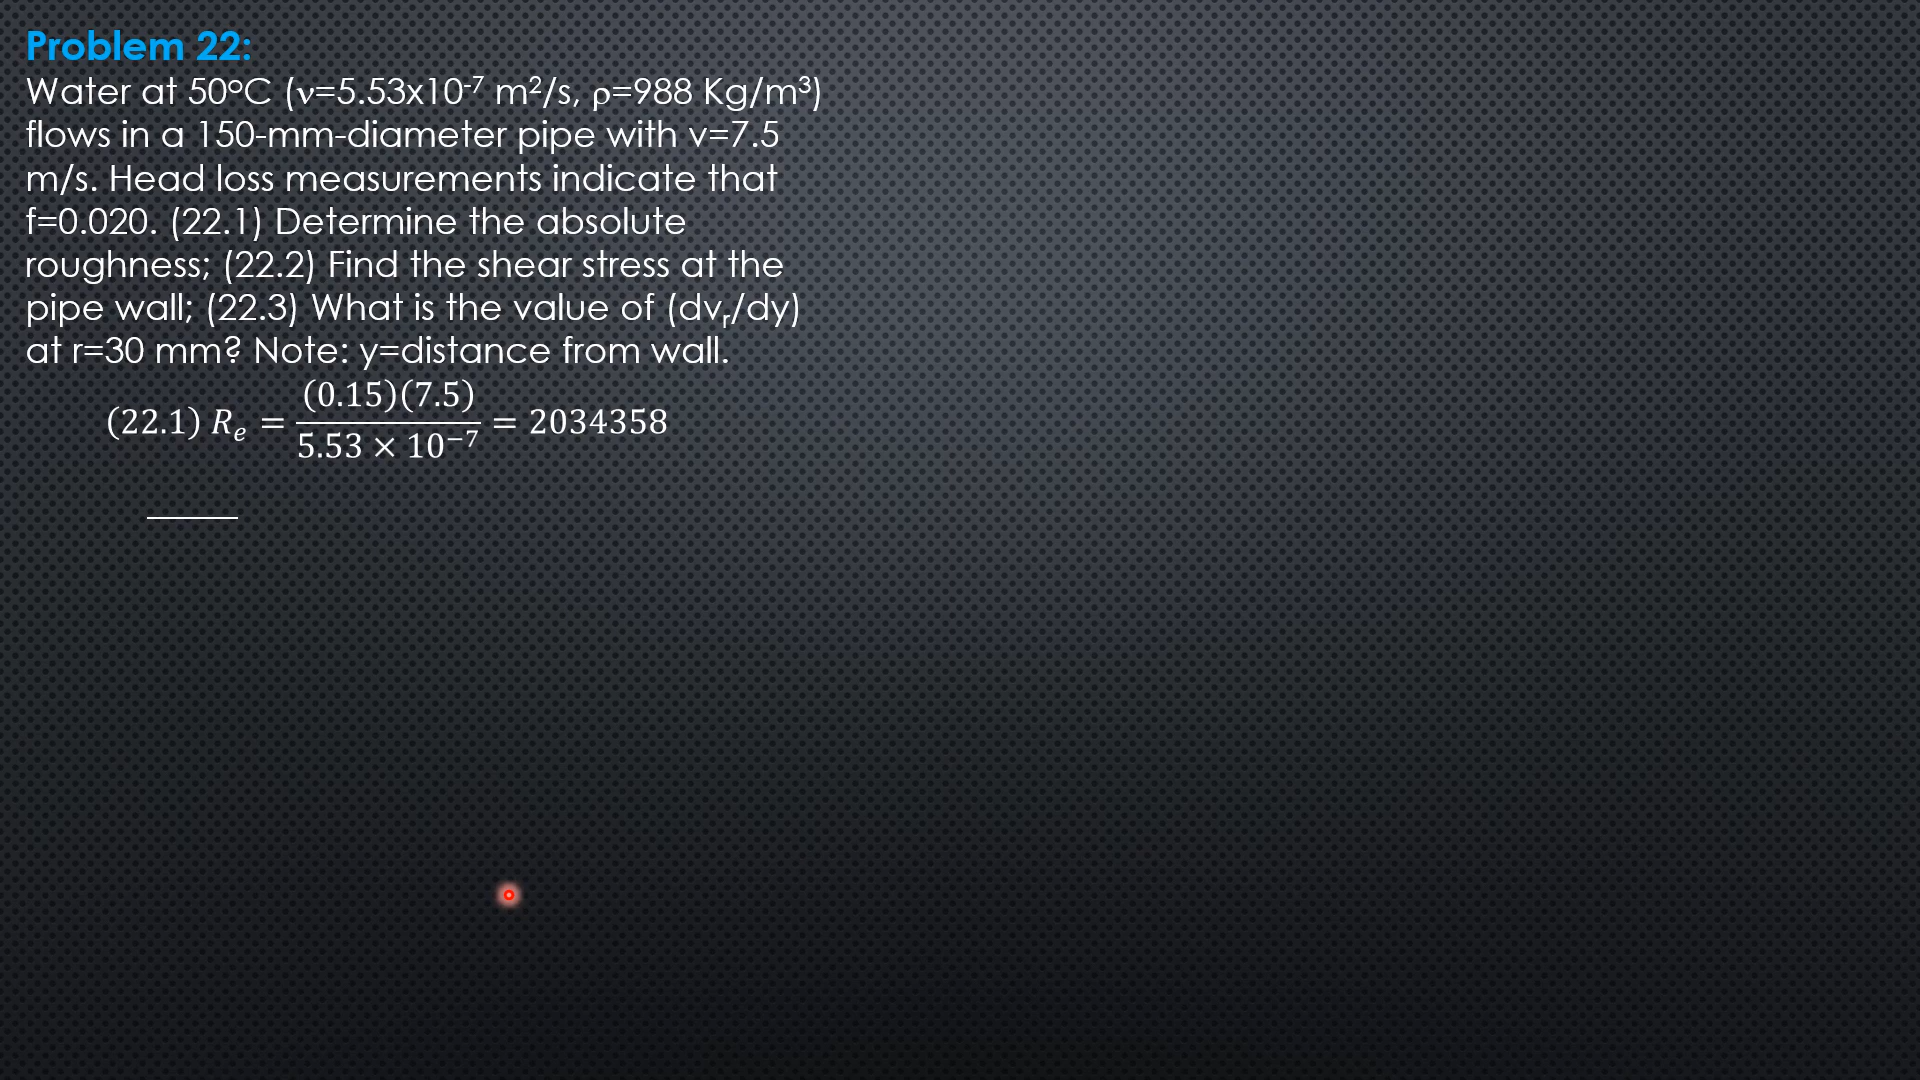 Problem 22:
Water at 50°C (ν=5.53x10⁻⁷ m²/s, ρ=988 Kg/m³)
flows in a 150-mm-diameter pipe with v=7.5
m/s. Head loss measurements indicate that
f=0.020. (22.1) Determine the absolute
roughness; (22.2) Find the shear stress at the
pipe wall; (22.3) What is the value of (dvᵣ/dy)
at r=30 mm? Note: y=distance from wall.
(22.1) Rₑ = (0.15)(7.5) / 5.53 × 10⁻⁷ = 2034358